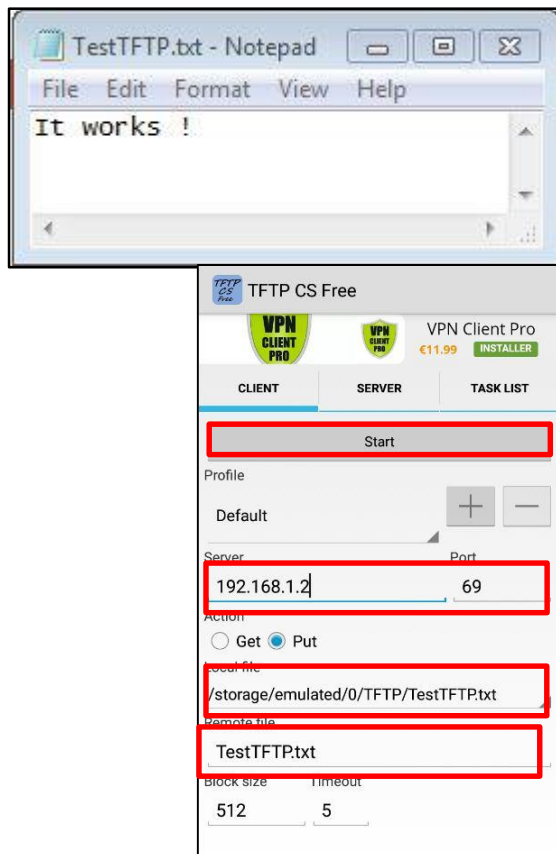 TestTFTP.txt - Notepad
File Edit Format View Help
It works !
TFTP CS Free
TFTP CS Free
VPN CLIENT PRO
VPN CLIENT PRO
VPN Client Pro
€11.99 INSTALLER
CLIENT SERVER TASK LIST
Start
Profile
Default
Server Port
192.168.1.2 69
Action
Get Put
Local file
/storage/emulated/0/TFTP/TestTFTP.txt
Remote file
TestTFTP.txt
Block size Timeout
512 5